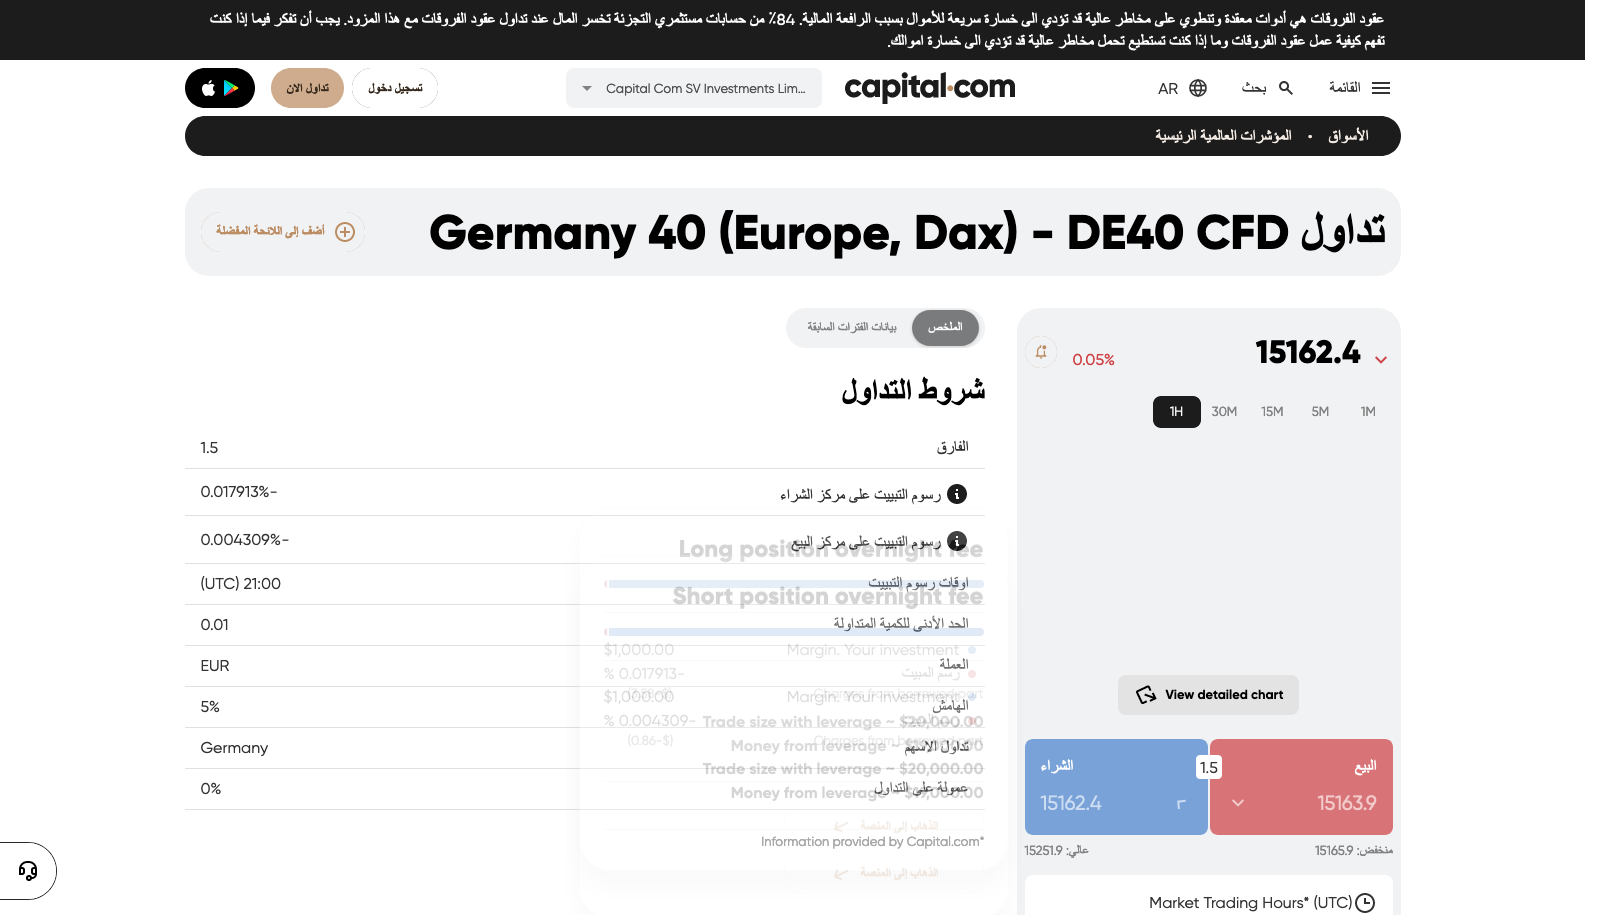 عقود الفروقات هي أدوات معقدة وتنطوي على مخاطر عالية قد تؤدي الى خسارة سريعة للأموال بسبب الرافعة المالية. 84٪ من حسابات مستثمري التجزئة تخسر المال عند تداول عقود الفروقات مع هذا المزود. يجب أن تفكر فيما إذا كنت
تفهم كيفية عمل عقود الفروقات وما إذا كنت تستطيع تحمل مخاطر عالية قد تؤدي الى خسارة اموالك.
القائمة
بحث
AR
capital.com
Capital Com SV Investments Lim...
تسجيل دخول
تداول الان
الأسواق • المؤشرات العالمية الرئيسية
تداول Germany 40 (Europe, Dax) - DE40 CFD
أضف إلى اللائحة المفضلة
15162.4
0.05%
1M 5M 15M 30M 1H
View detailed chart
البيع
15163.9
1.5
الشراء
15162.4
منخفض: 15165.9
عالي: 15251.9
Market Trading Hours* (UTC)
الملخص
بيانات الفترات السابقة
شروط التداول
الفارق 1.5
رسوم التبييت على مركز الشراء -0.017913%
رسوم التبييت على مركز البيع -0.004309%
اوقات رسوم التبييت 21:00 (UTC)
الحد الأدنى للكمية المتداولة 0.01
العملة EUR
الهامش 5%
تداول الاسهم Germany
عمولة على التداول 0%
Long position overnight fee
Short position overnight fee
Margin. Your investment $1,000.00
رسم المبيت -0.017913 %
Margin. Your investment $1,000.00
-0.004309 %
Trade size with leverage ~ $20,000.00
(-$0.86)
Money from leverage ~
Trade size with leverage ~ $20,000.00
Money from leverage ~ $19,000.00
الذهاب إلى المنصة
Information provided by Capital.com*
الذهاب إلى المنصة